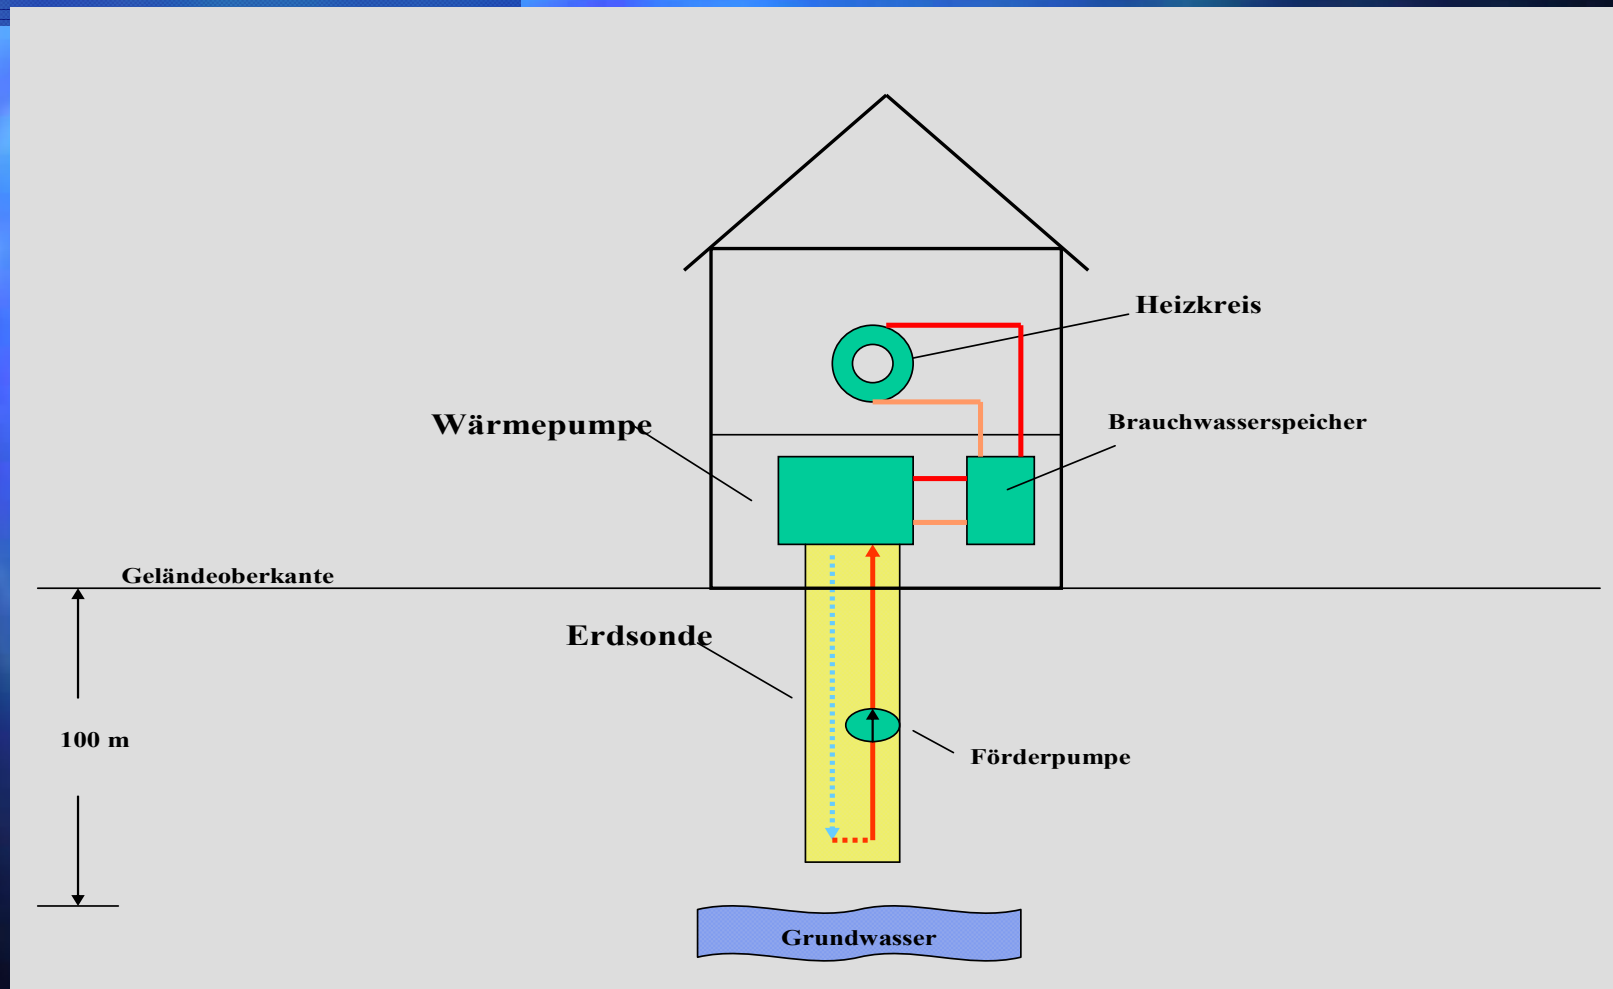 Heizkreis
Wärmepumpe
Brauchwasserspeicher
Geländeoberkante
Erdsonde
100 m
Förderpumpe
Grundwasser